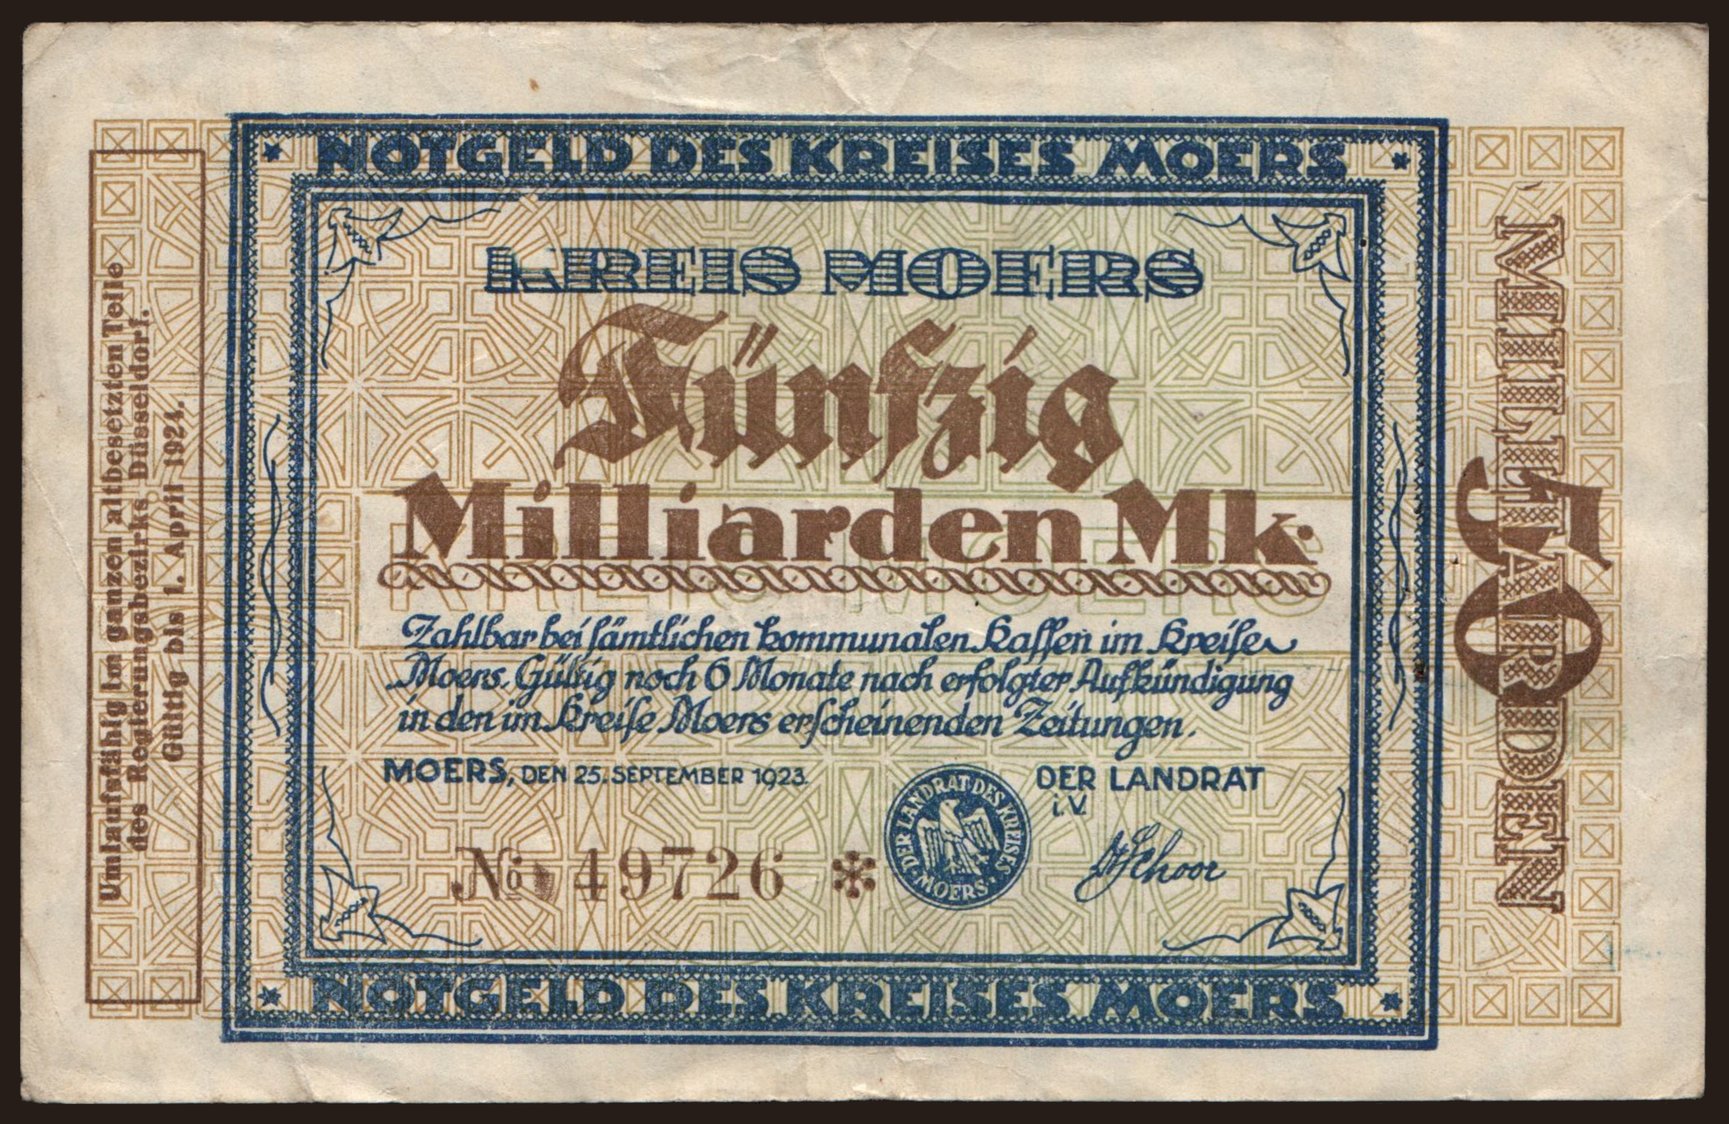 NOTGELD DES KREISES MOERS
KREIS MOERS
Fünfzig
Milliarden Mk.
KREIS MOERS
Zahlbar bei sämtlichen kommunalen Kassen im Kreise
Moers. Gültig noch 6 Monate nach erfolgter Aufkündigung
in den im Kreise Moers erscheinenden Zeitungen.
MOERS, DEN 25. SEPTEMBER 1923.
DER LANDRAT
i.V.
№ 49726 *
DER LANDRAT DES KREISES MOERS
NOTGELD DES KREISES MOERS
Umlaufsfähig im ganzen altbesetzten Teile
des Regierungsbezirks Düsseldorf.
Gültig bis 1. April 1924.
50
MILLIARDEN